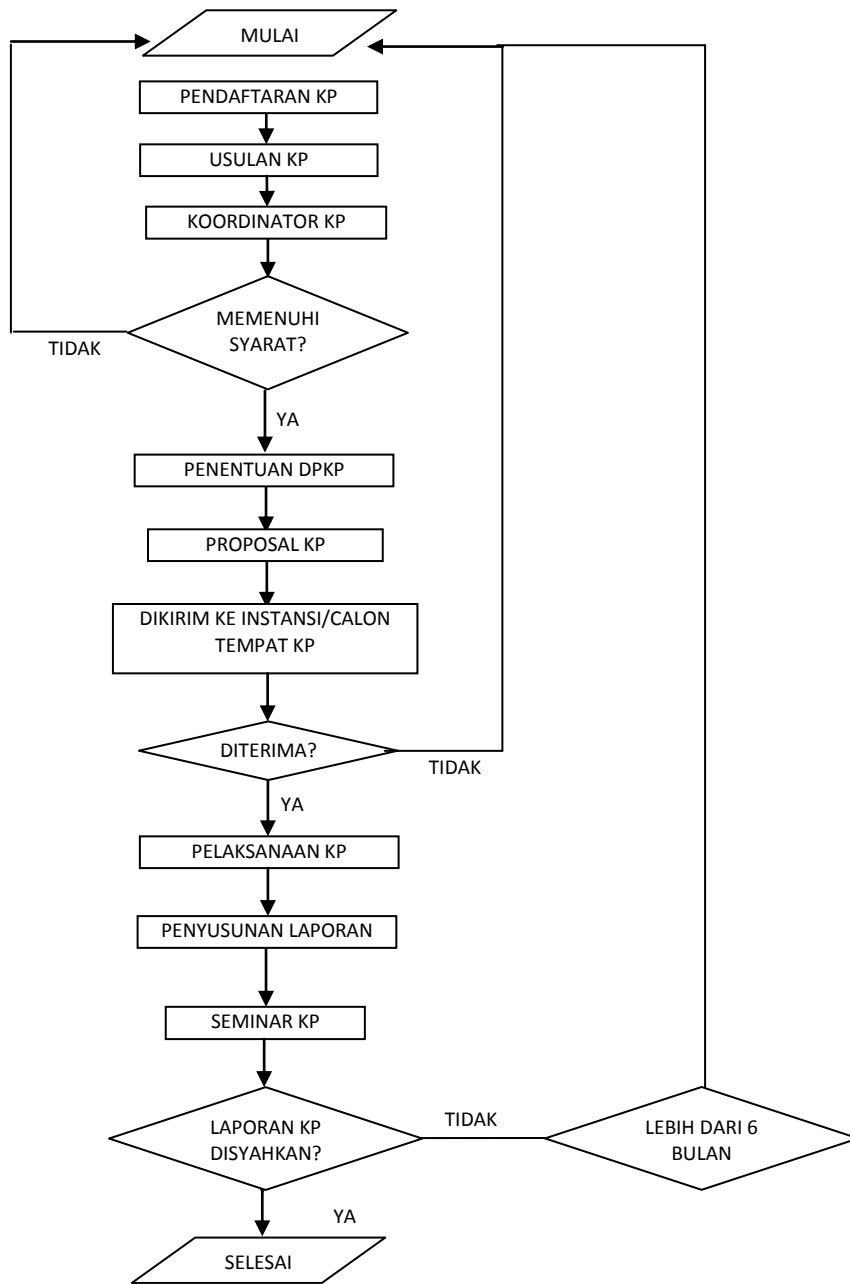 MULAI
PENDAFTARAN KP
USULAN KP
KOORDINATOR KP
MEMENUHI
SYARAT?
TIDAK
YA
PENENTUAN DPKP
PROPOSAL KP
DIKIRIM KE INSTANSI/CALON
TEMPAT KP
DITERIMA?
TIDAK
YA
PELAKSANAAN KP
PENYUSUNAN LAPORAN
SEMINAR KP
LAPORAN KP
DISYAHKAN?
TIDAK
LEBIH DARI 6
BULAN
YA
SELESAI